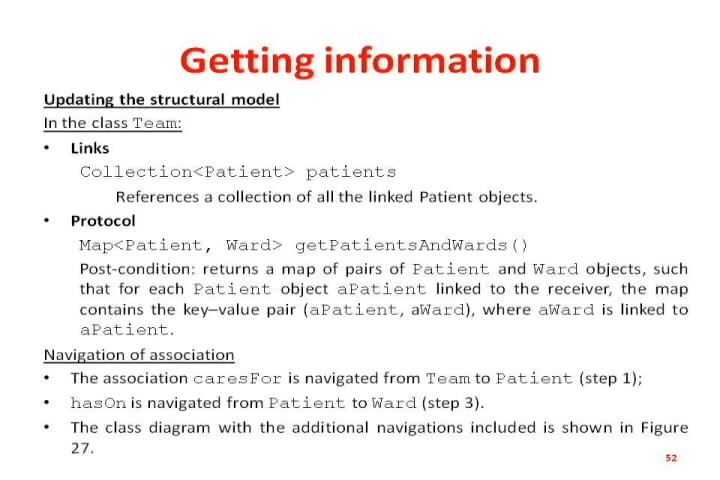 Getting information
Updating the structural model
In the class Team:
• Links
Collection<Patient> patients
References a collection of all the linked Patient objects.
• Protocol
Map<Patient, Ward> getPatientsAndWards()
Post-condition: returns a map of pairs of Patient and Ward objects, such
that for each Patient object aPatient linked to the receiver, the map
contains the key–value pair (aPatient, aWard), where aWard is linked to
aPatient.
Navigation of association
• The association caresFor is navigated from Team to Patient (step 1);
• hasOn is navigated from Patient to Ward (step 3).
• The class diagram with the additional navigations included is shown in Figure
27.
52